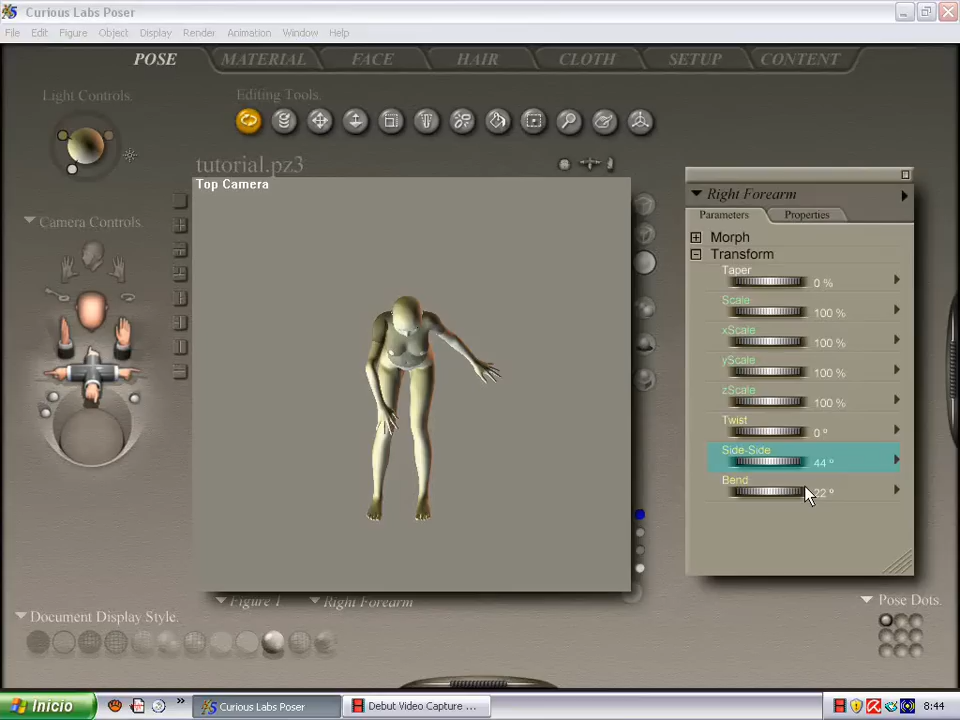 Curious Labs Poser
File Edit Figure Object Display Render Animation Window Help
POSE MATERIAL FACE HAIR CLOTH SETUP CONTENT
Light Controls.
Editing Tools.
tutorial.pz3
Top Camera
Camera Controls.
Right Forearm
Parameters Properties
Morph
Transform
Taper
0 %
Scale
100 %
xScale
100 %
yScale
100 %
zScale
100 %
Twist
0 º
Side-Side
44 º
Bend
22 º
Figure 1 Right Forearm
Document Display Style.
Pose Dots.
Inicio
Curious Labs Poser
Debut Video Capture ...
8:44